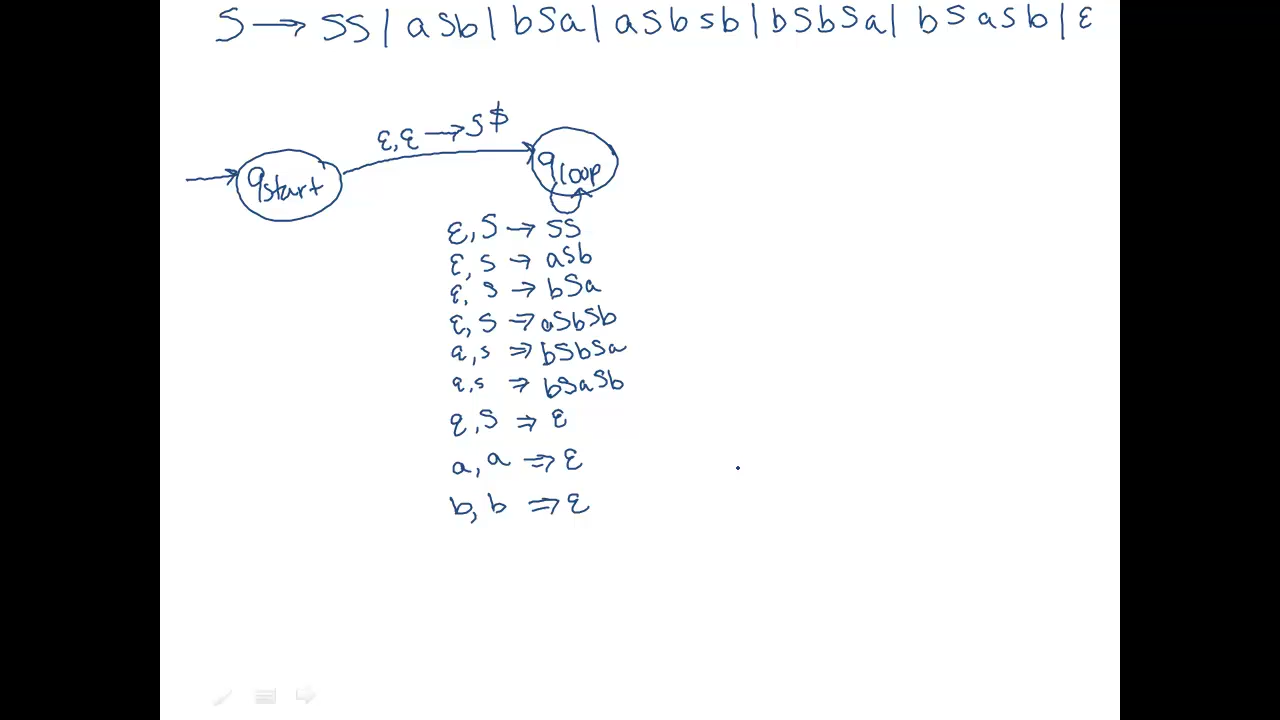 S → SS | aSb | bSa | aSbSb | bSbSa | bSaSb | ε
ε,ε → S$
qstart
qloop
ε, S → SS
ε, S → aSb
ε, S → bSa
ε, S → aSbSb
ε, S → bSbSa
ε, S → bSaSb
ε, S → ε
a, a → ε
b, b → ε